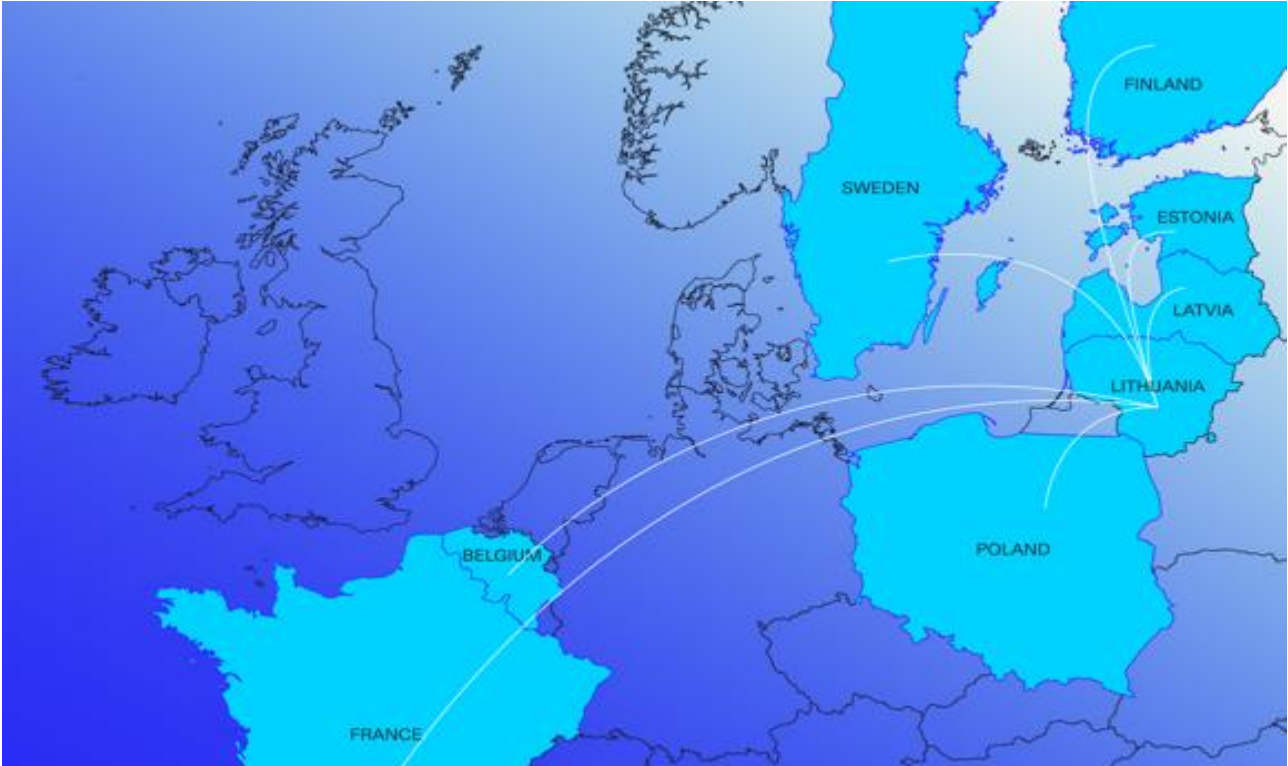 FINLAND
SWEDEN
ESTONIA
LATVIA
LITHUANIA
BELGIUM
POLAND
FRANCE